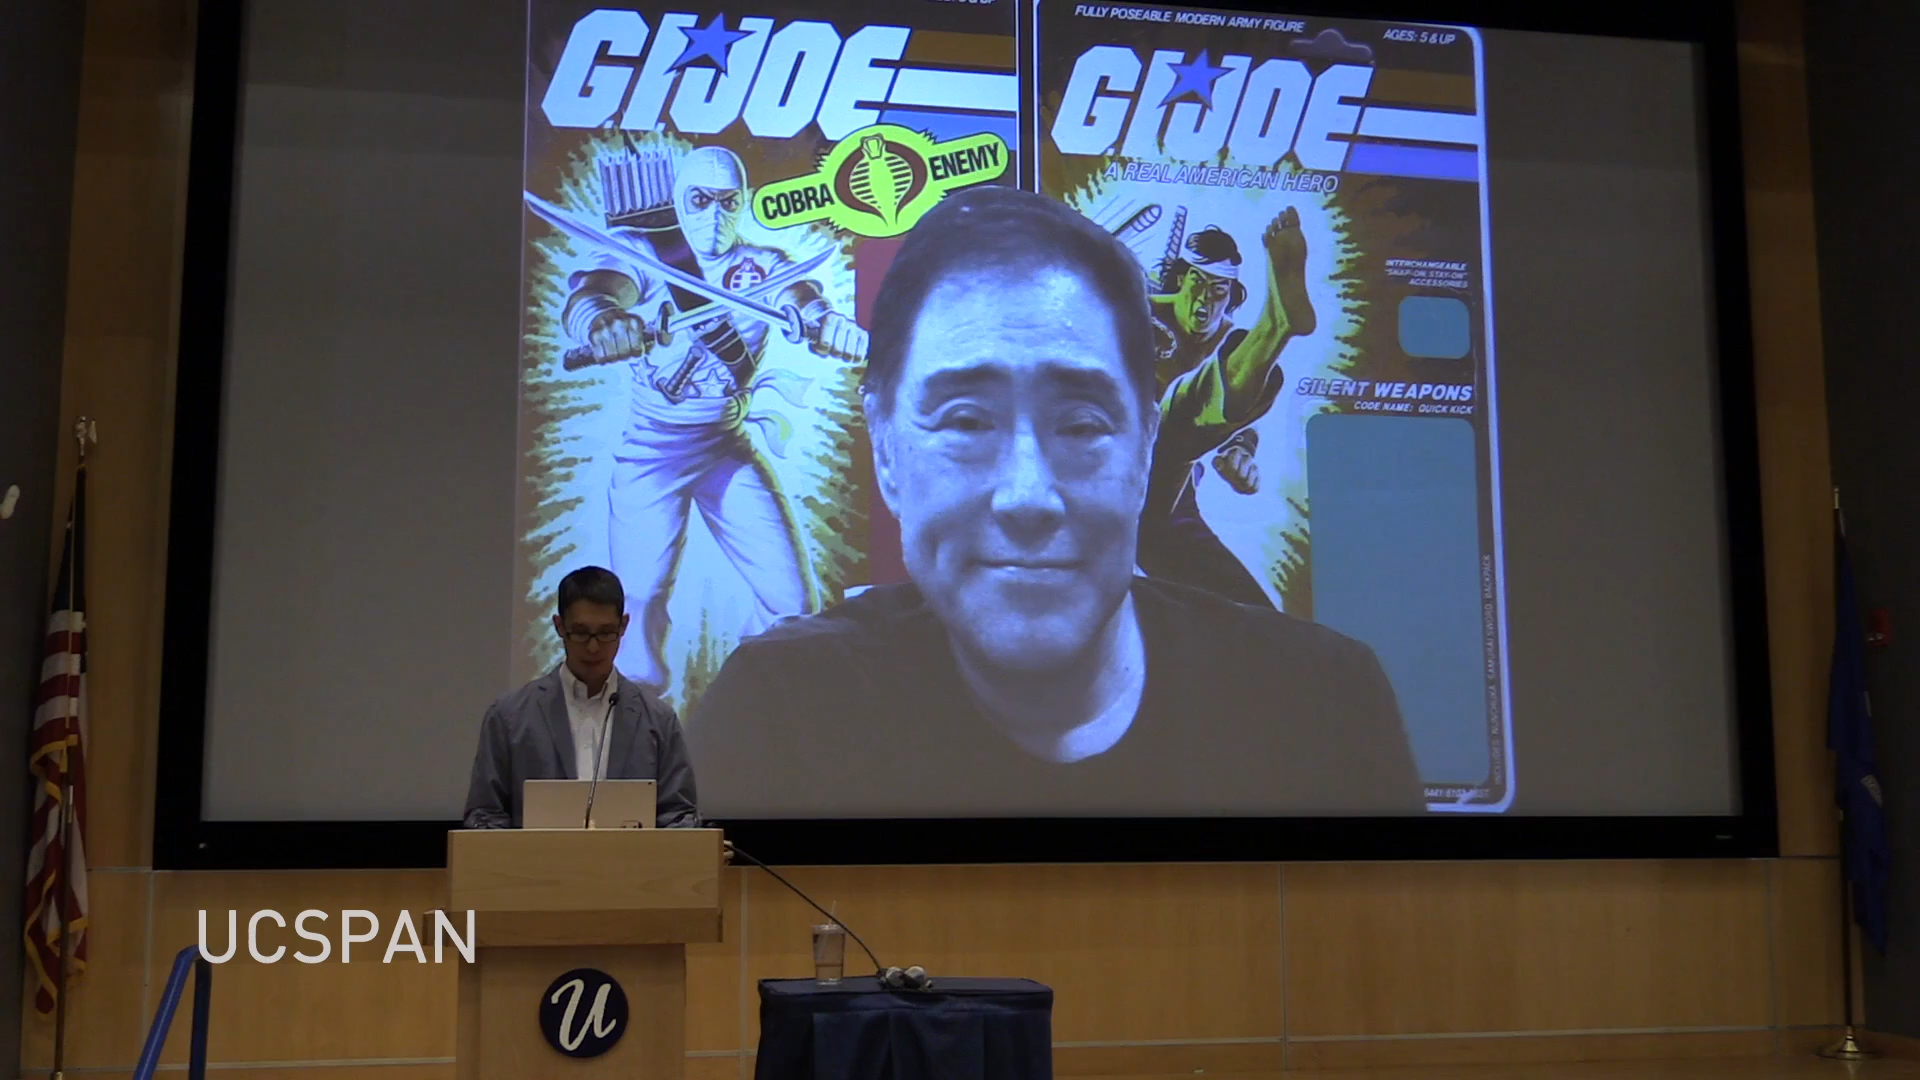 G.I.JOE
COBRA
ENEMY
FULLY POSEABLE MODERN ARMY FIGURE
AGES: 5 & UP
G.I.JOE
A REAL AMERICAN HERO
INTERCHANGEABLE
"SNAP-ON, STAY-ON"
ACCESSORIES
SILENT WEAPONS
CODE NAME: QUICK KICK
UCSPAN
U